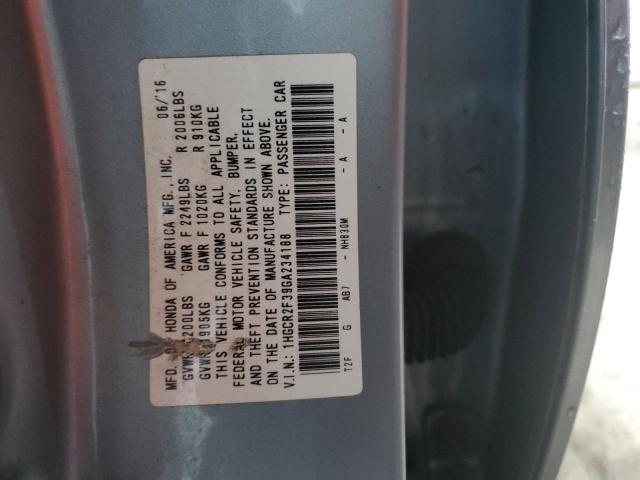 MFD. BY HONDA OF AMERICA MFG., INC. 06/'16
GVWR 4200LBS GAWR F 2249LBS R 2006LBS
GVWR 1905KG GAWR F 1020KG R 910KG
THIS VEHICLE CONFORMS TO ALL APPLICABLE
FEDERAL MOTOR VEHICLE SAFETY, BUMPER,
AND THEFT PREVENTION STANDARDS IN EFFECT
ON THE DATE OF MANUFACTURE SHOWN ABOVE.
V.I.N.: 1HGCR2F39GA234188 TYPE: PASSENGER CAR
T2F G AB7 - NH830M - A - A